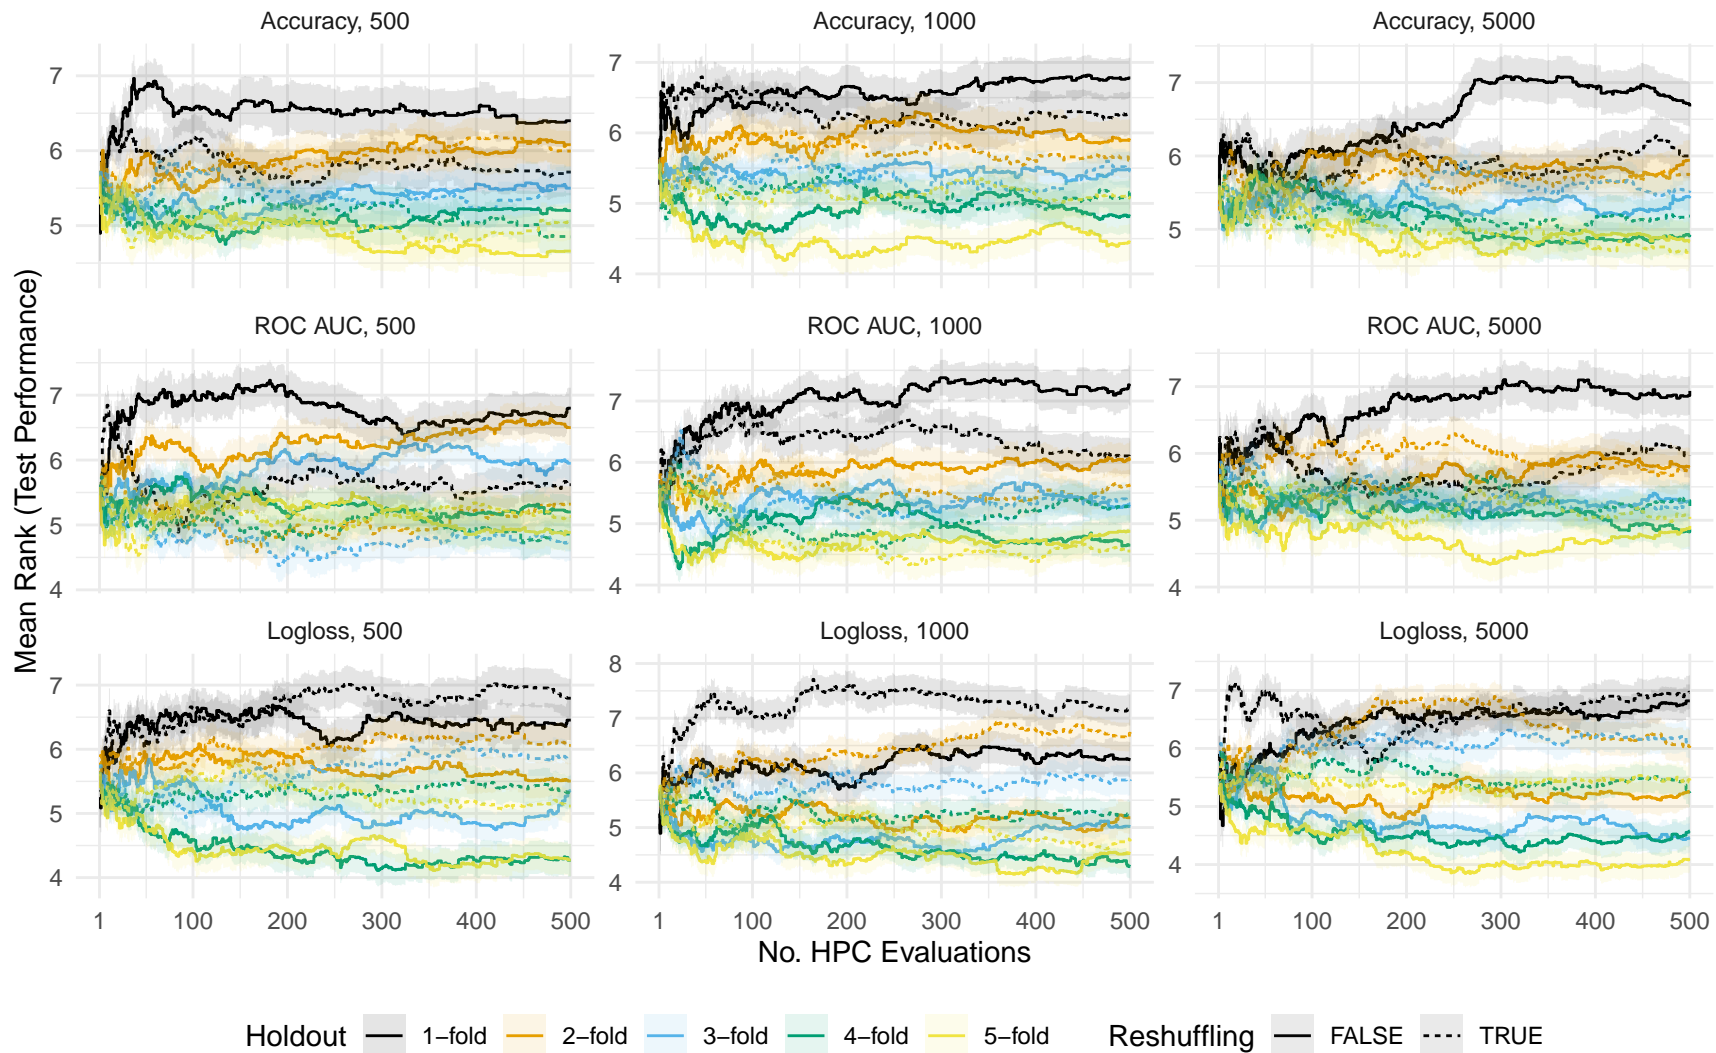 Accuracy, 500
Accuracy, 1000
Accuracy, 5000
7
6
5
7
6
5
4
7
6
5
ROC AUC, 500
ROC AUC, 1000
ROC AUC, 5000
7
6
5
4
7
6
5
4
7
6
5
4
Mean Rank (Test Performance)
Logloss, 500
Logloss, 1000
Logloss, 5000
7
6
5
4
8
7
6
5
4
7
6
5
4
1 100 200 300 400 500
1 100 200 300 400 500
1 100 200 300 400 500
No. HPC Evaluations
Holdout 1−fold 2−fold 3−fold 4−fold 5−fold Reshuffling FALSE TRUE